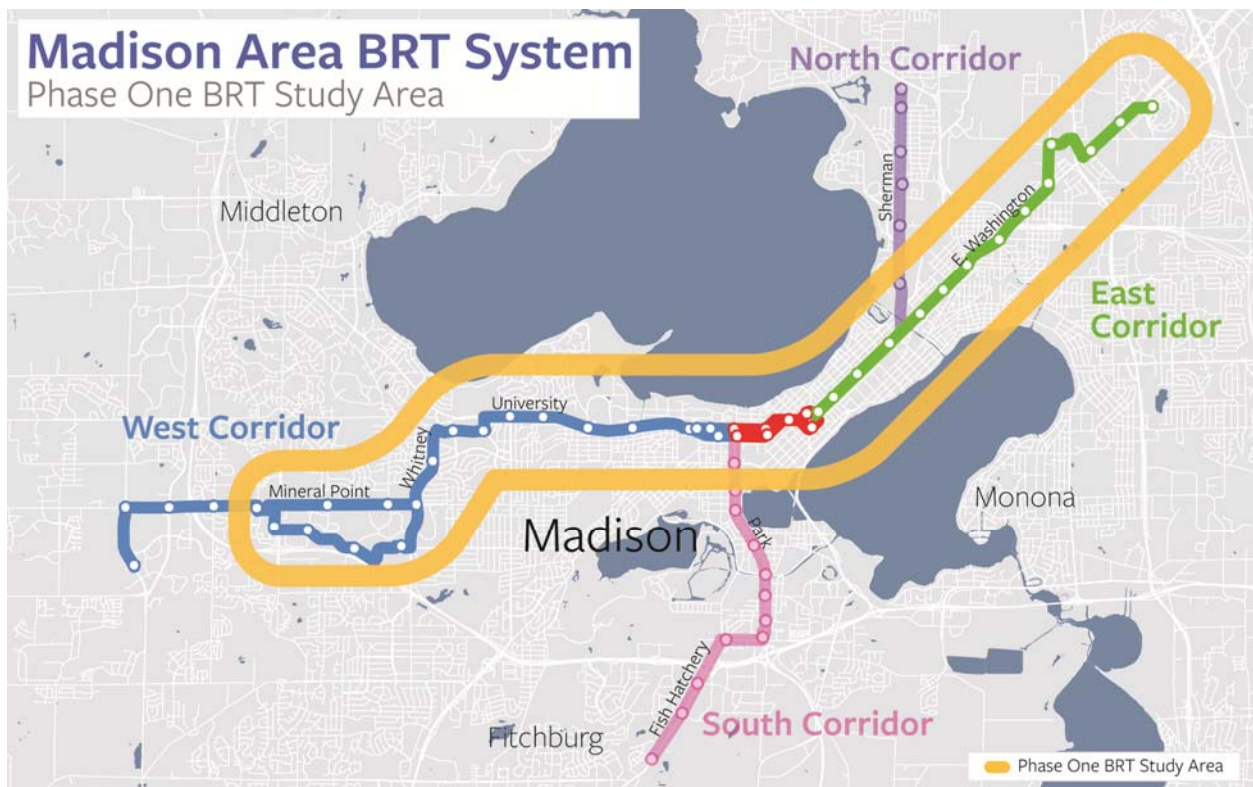 Madison Area BRT System
Phase One BRT Study Area
North Corridor
Sherman
Middleton
E. Washington
East
Corridor
University
West Corridor
Whitney
Mineral Point
Monona
Madison
Park
Fish Hatchery
South Corridor
Fitchburg
Phase One BRT Study Area